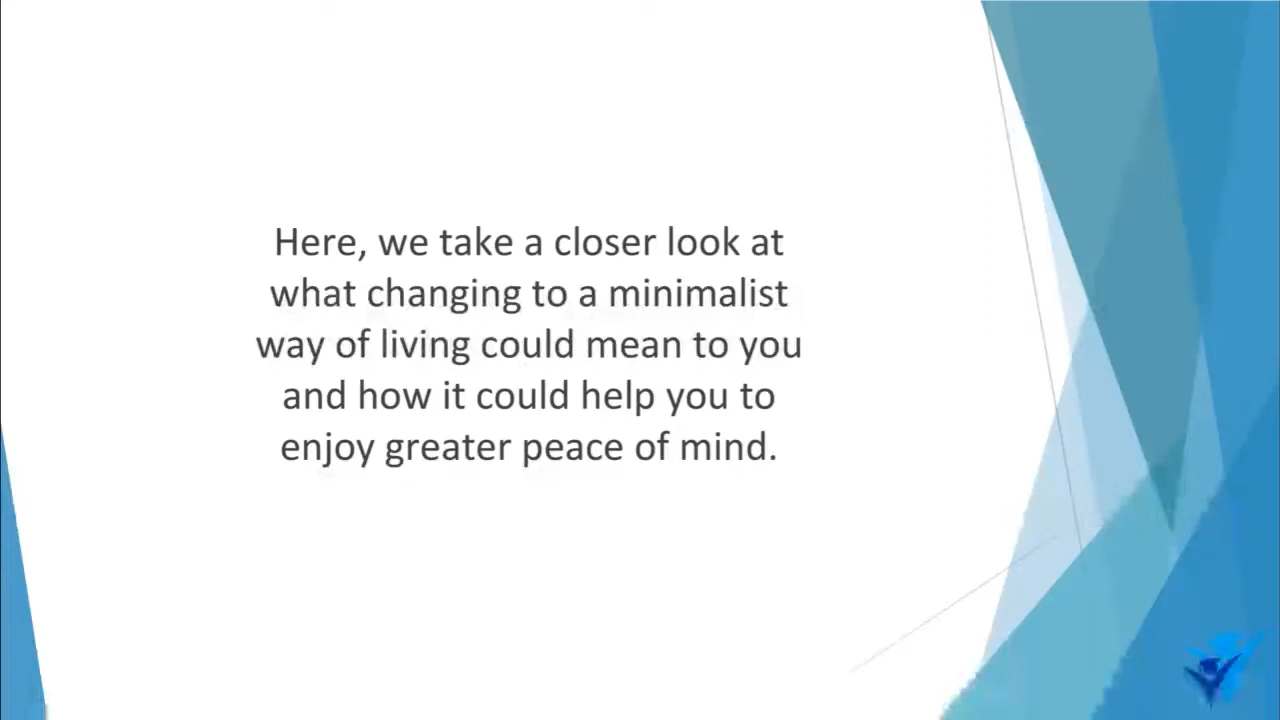 Here, we take a closer look at
what changing to a minimalist
way of living could mean to you
and how it could help you to
enjoy greater peace of mind.